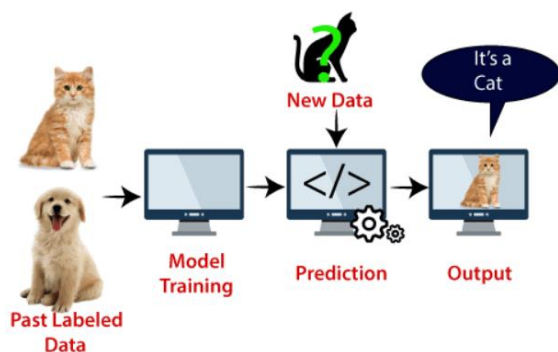 It's a
Cat
?
New Data
</>
Model
Training
Prediction
Output
Past Labeled
Data